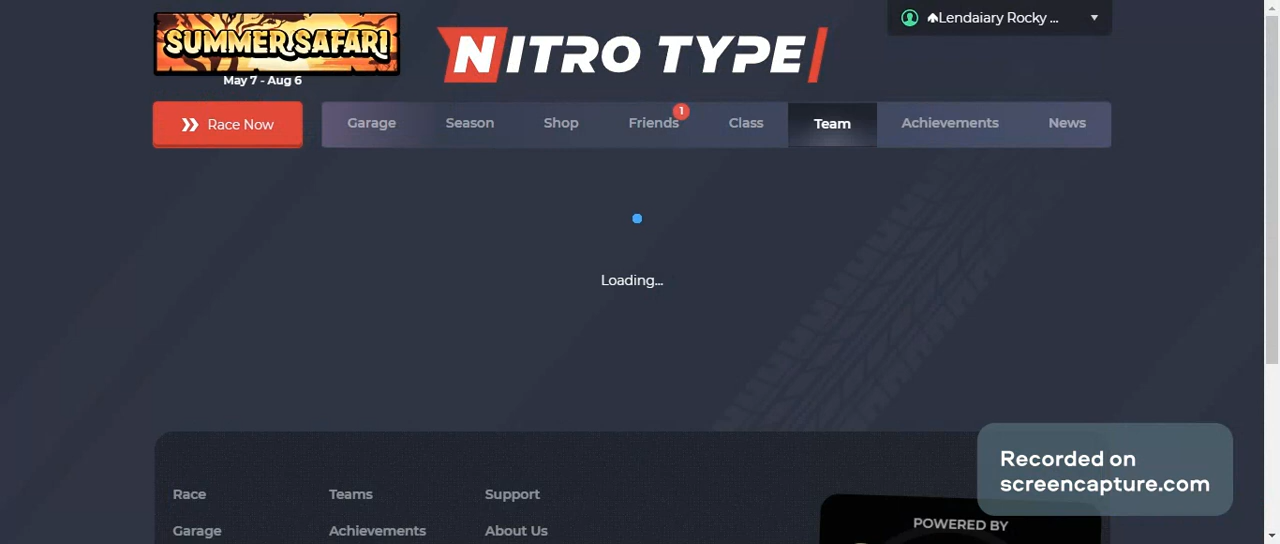 SUMMER SAFARI
May 7 - Aug 6
NITRO TYPE
♠Lendaiary Rocky ...
Race Now
Garage
Season
Shop
Friends
1
Class
Team
Achievements
News
Loading...
Race
Teams
Support
Garage
Achievements
About Us
POWERED BY
Recorded on
screencapture.com